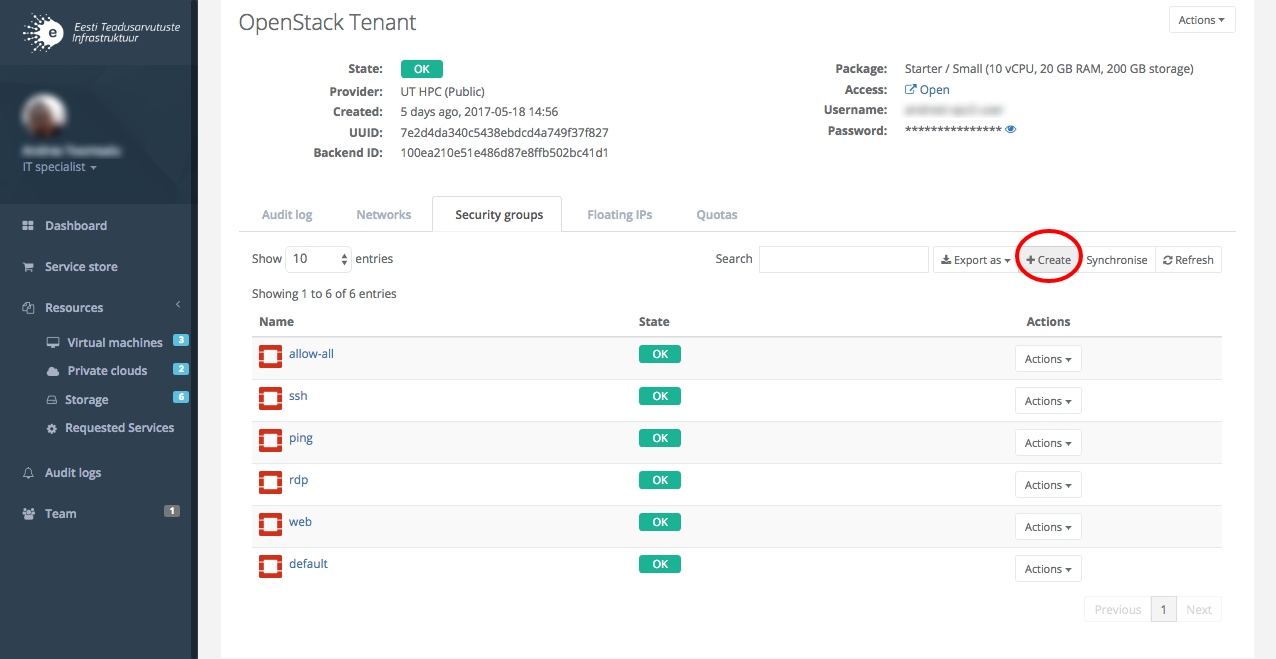 Eesti Teadusarvutuste
Infrastruktuur
IT specialist
Dashboard
Service store
Resources
Virtual machines 3
Private clouds 2
Storage 6
Requested Services
Audit logs
Team 1
OpenStack Tenant
Actions
State: OK
Provider: UT HPC (Public)
Created: 5 days ago, 2017-05-18 14:56
UUID: 7e2d4da340c5438ebdcd4a749f37f827
Backend ID: 100ea210e51e486d87e8ffb502bc41d1
Package: Starter / Small (10 vCPU, 20 GB RAM, 200 GB storage)
Access: Open
Username:
Password: ***************
Audit log Networks Security groups Floating IPs Quotas
Show 10 entries Search Export as Create Synchronise Refresh
Showing 1 to 6 of 6 entries
Name State Actions
allow-all OK Actions
ssh OK Actions
ping OK Actions
rdp OK Actions
web OK Actions
default OK Actions
Previous 1 Next